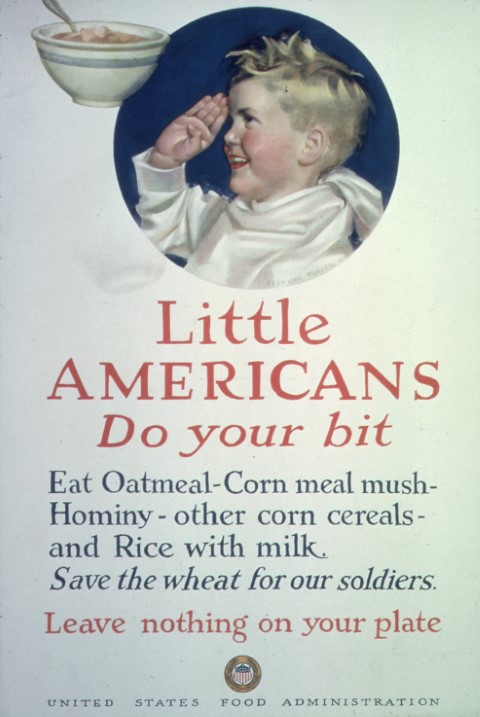 Little
AMERICANS
Do your bit
Eat Oatmeal-Corn meal mush-
Hominy - other corn cereals -
and Rice with milk.
Save the wheat for our soldiers.
Leave nothing on your plate
UNITED STATES FOOD ADMINISTRATION